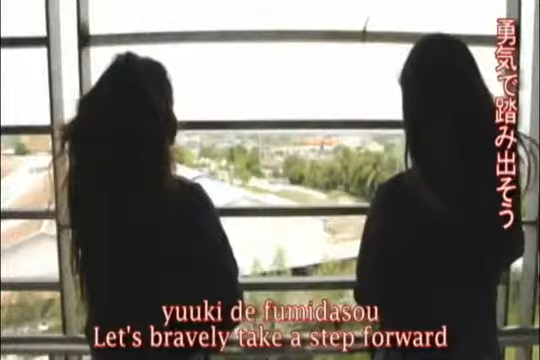 勇気で踏み出そう
yuuki de fumidasou
Let's bravely take a step forward